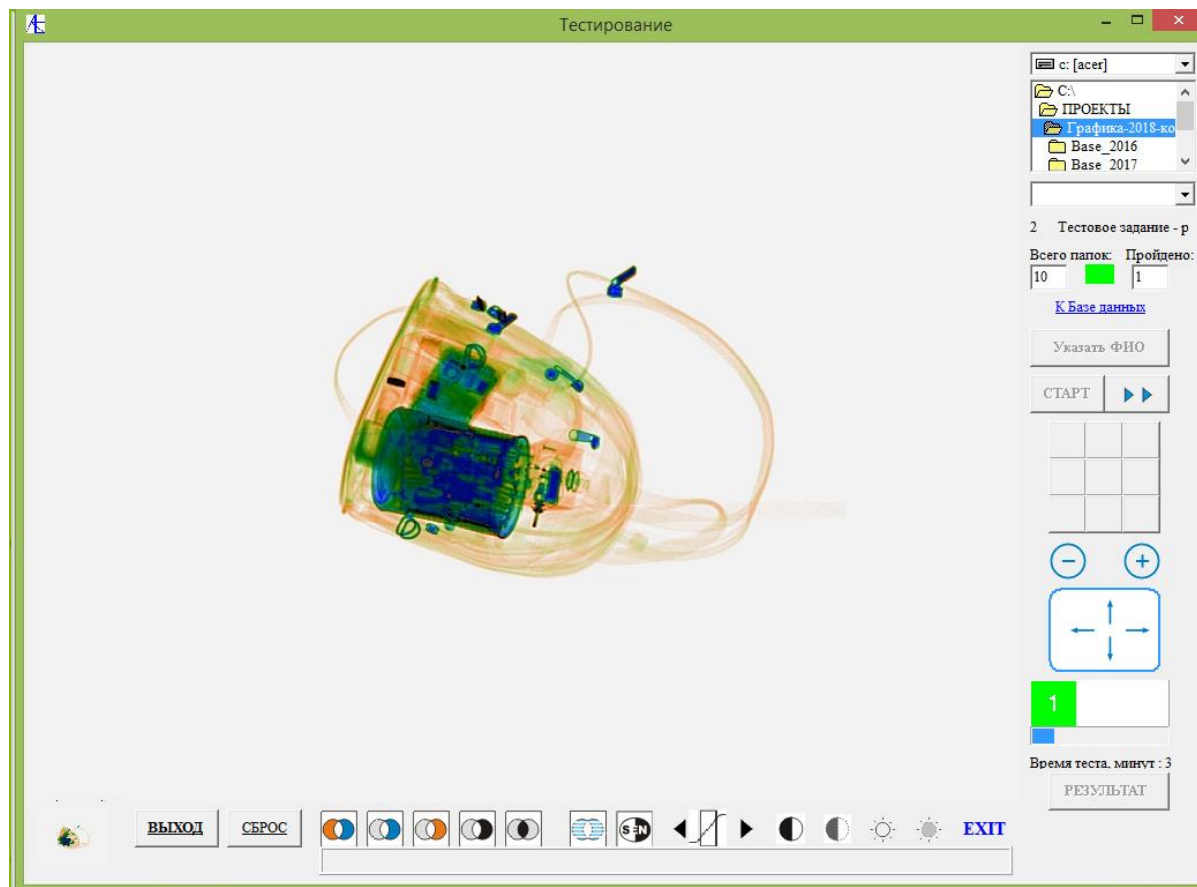 Тестирование
c: [acer]
C:\
ПРОЕКТЫ
Графика-2018-ко
Base_2016
Base_2017
2 Тестовое задание - р
Всего папок: Пройдено:
10 1
К Базе данных
Указать ФИО
СТАРТ
1
Время теста, минут : 3
РЕЗУЛЬТАТ
ВЫХОД СБРОС S=N EXIT